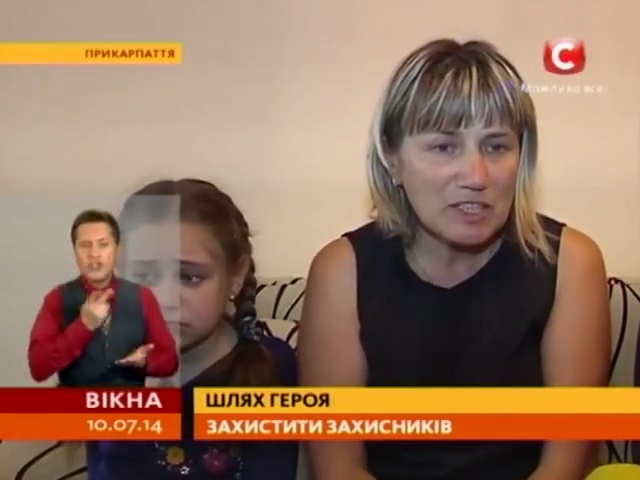 ПРИКАРПАТТЯ
С
Можливо все!
ВІКНА
ШЛЯХ ГЕРОЯ
10.07.14
ЗАХИСТИТИ ЗАХИСНИКІВ